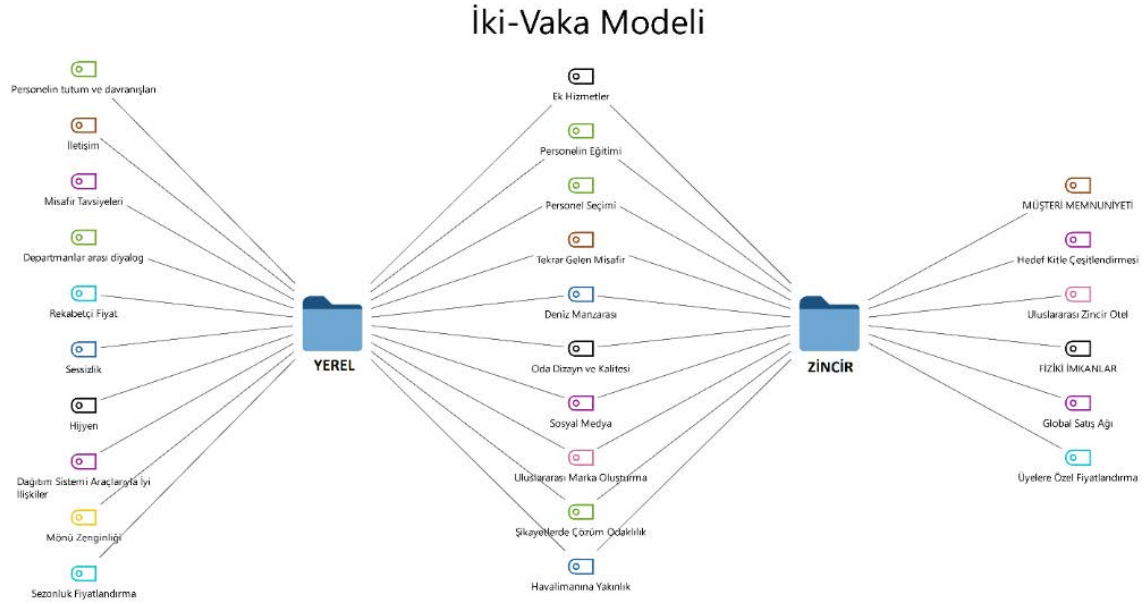 İki-Vaka Modeli
Personelin tutum ve davranışları
İletişim
Misafir Tavsiyeleri
Departmanlar arası diyalog
Rekabetçi Fiyat
Sessizlik
Hijyen
Dağıtım Sistemi Araçlarıyla İyi
İlişkiler
Mönü Zenginliği
Sezonluk Fiyatlandırma
YEREL
Ek Hizmetler
Personelin Eğitimi
Personel Seçimi
Tekrar Gelen Misafir
Deniz Manzarası
Oda Dizayn ve Kalitesi
Sosyal Medya
Uluslararası Marka Oluşturma
Şikayetlerde Çözüm Odaklılık
Havalimanına Yakınlık
ZİNCİR
MÜŞTERİ MEMNUNİYETİ
Hedef Kitle Çeşitlendirmesi
Uluslararası Zincir Otel
FİZİKİ İMKANLAR
Global Satış Ağı
Üyelere Özel Fiyatlandırma